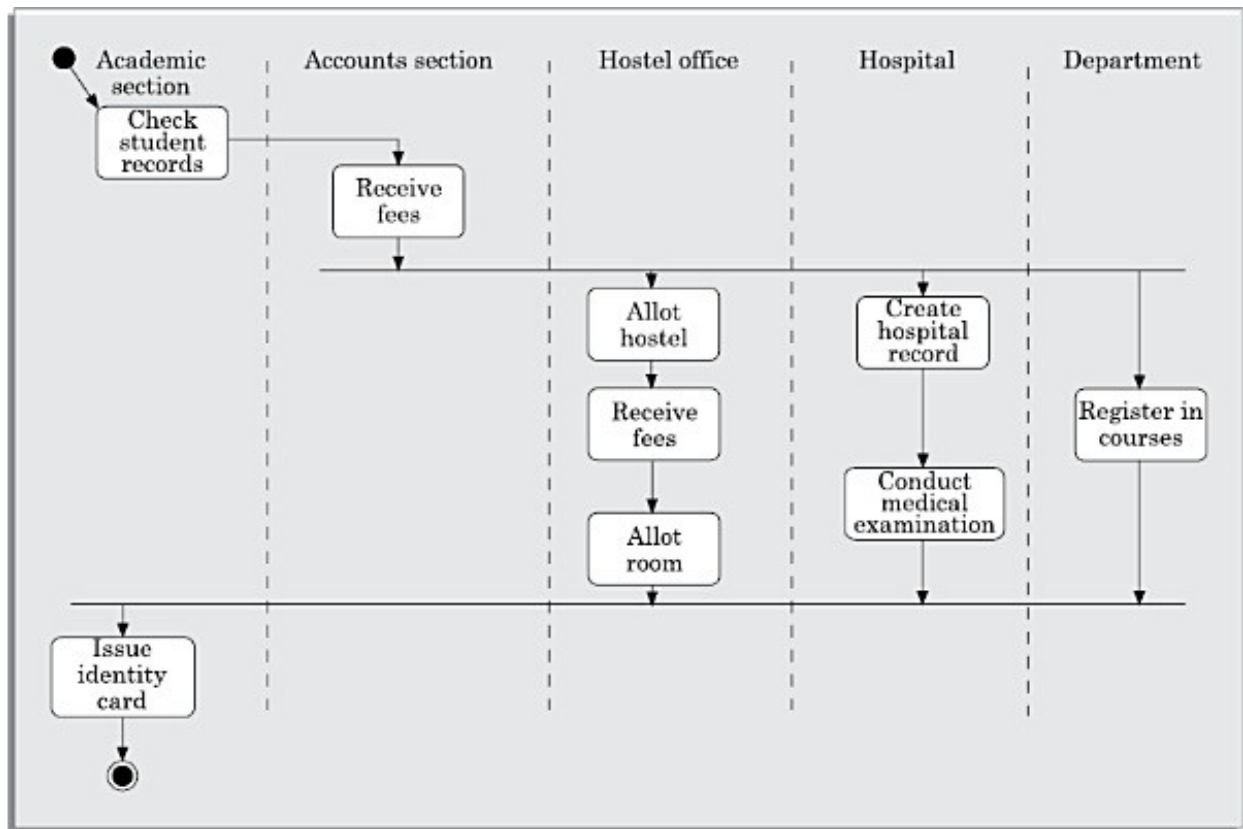 Academic
section
Accounts section
Hostel office
Hospital
Department
Check
student
records
Receive
fees
Allot
hostel
Create
hospital
record
Receive
fees
Register in
courses
Conduct
medical
examination
Allot
room
Issue
identity
card